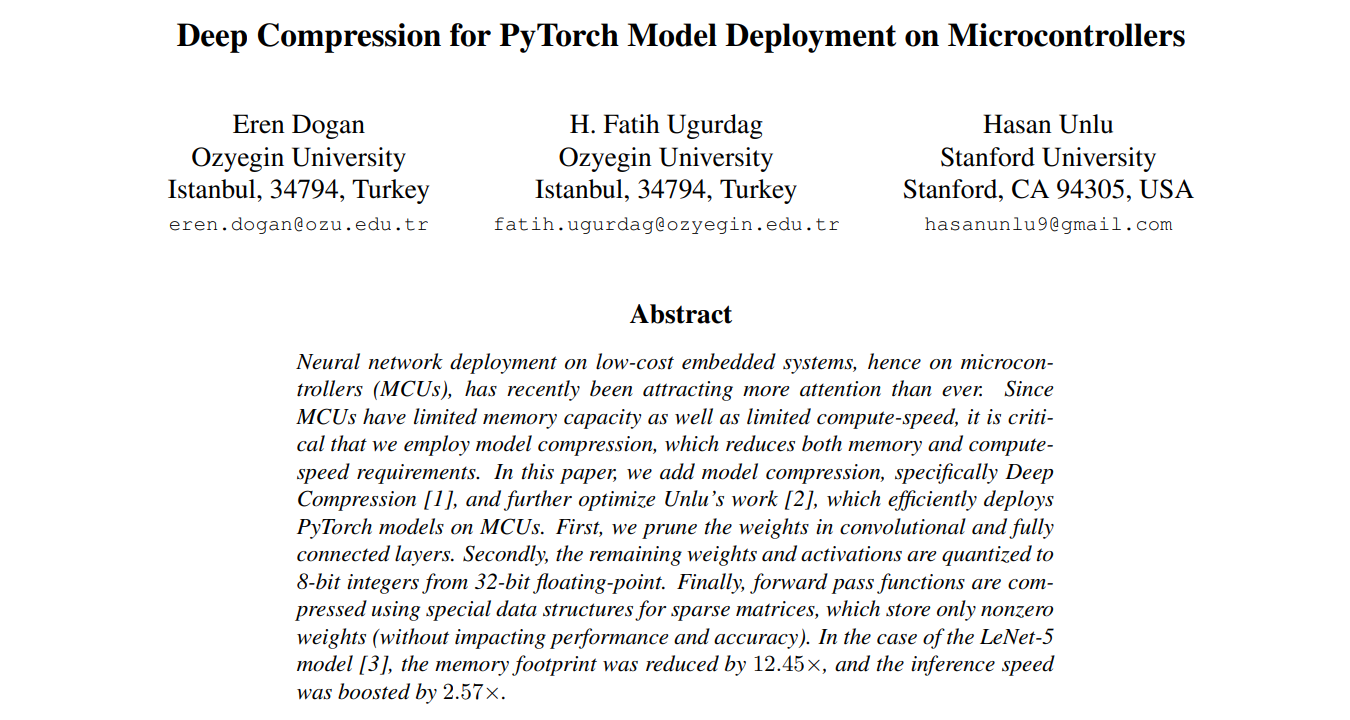 Deep Compression for PyTorch Model Deployment on Microcontrollers
Eren Dogan
Ozyegin University
Istanbul, 34794, Turkey
eren.dogan@ozu.edu.tr
H. Fatih Ugurdag
Ozyegin University
Istanbul, 34794, Turkey
fatih.ugurdag@ozyegin.edu.tr
Hasan Unlu
Stanford University
Stanford, CA 94305, USA
hasanunlu9@gmail.com
Abstract
Neural network deployment on low-cost embedded systems, hence on microcon-
trollers (MCUs), has recently been attracting more attention than ever. Since
MCUs have limited memory capacity as well as limited compute-speed, it is criti-
cal that we employ model compression, which reduces both memory and compute-
speed requirements. In this paper, we add model compression, specifically Deep
Compression [1], and further optimize Unlu's work [2], which efficiently deploys
PyTorch models on MCUs. First, we prune the weights in convolutional and fully
connected layers. Secondly, the remaining weights and activations are quantized to
8-bit integers from 32-bit floating-point. Finally, forward pass functions are com-
pressed using special data structures for sparse matrices, which store only nonzero
weights (without impacting performance and accuracy). In the case of the LeNet-5
model [3], the memory footprint was reduced by 12.45×, and the inference speed
was boosted by 2.57×.